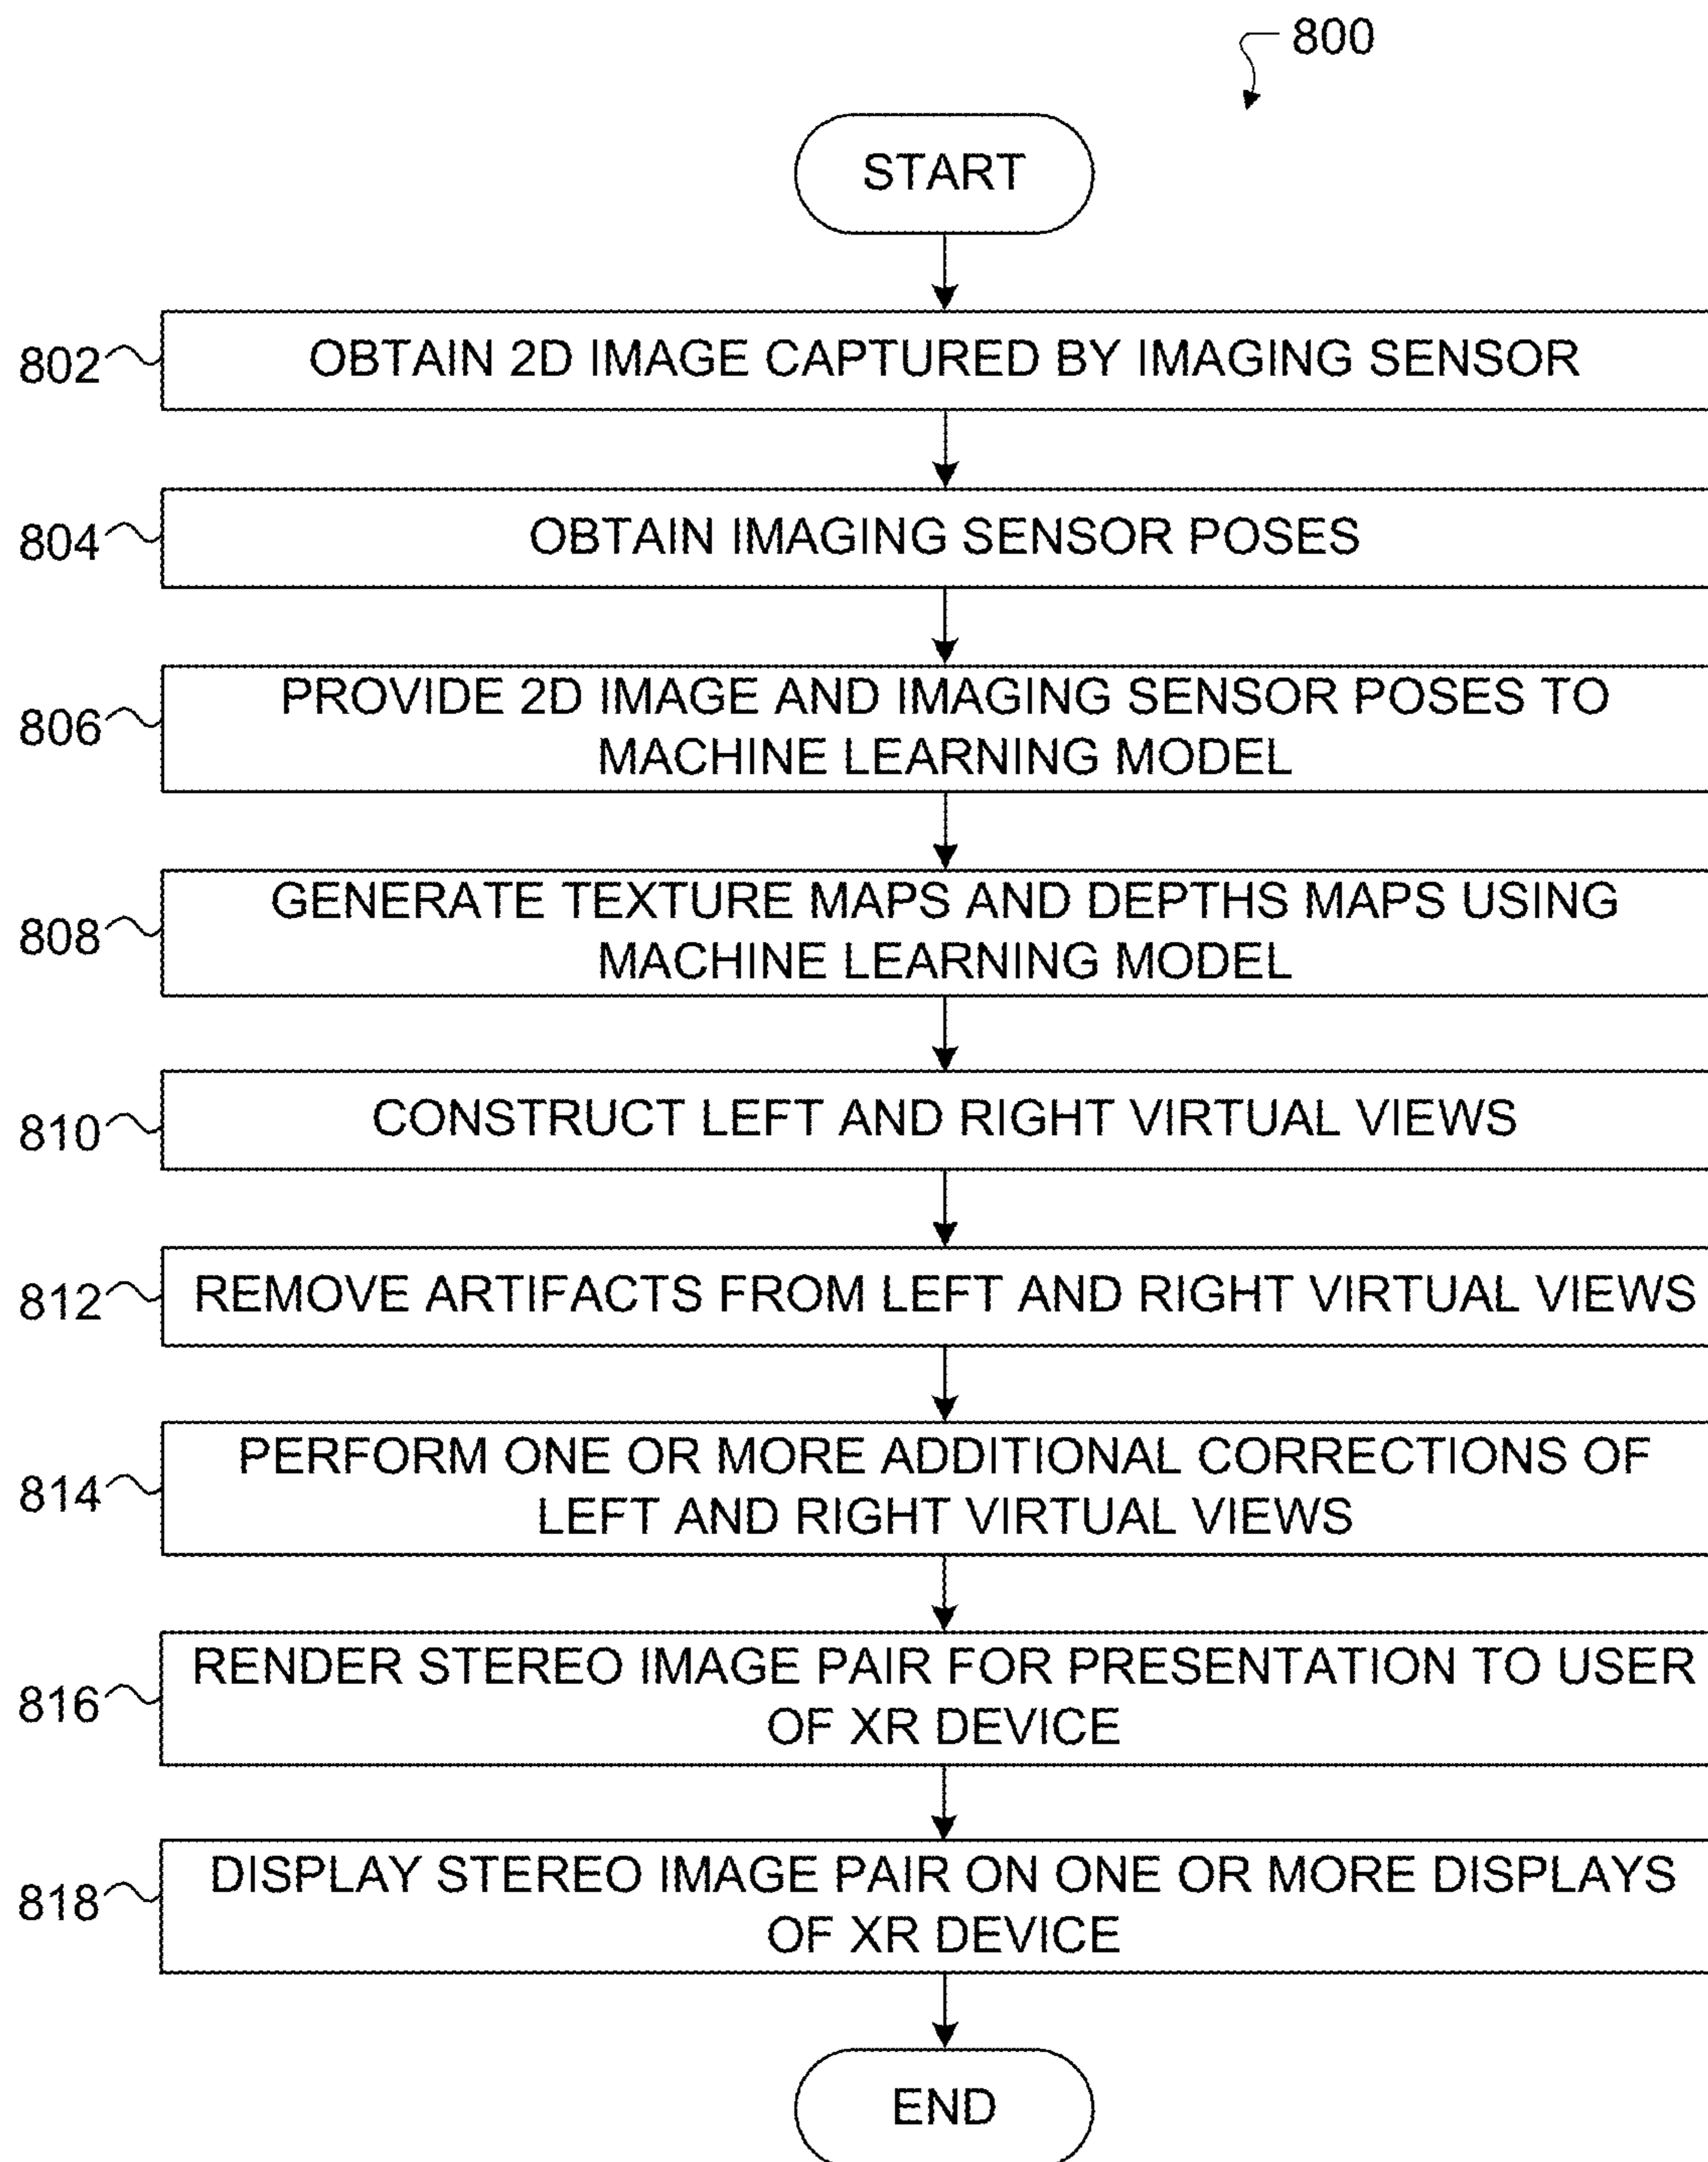 800
START
802
OBTAIN 2D IMAGE CAPTURED BY IMAGING SENSOR
804
OBTAIN IMAGING SENSOR POSES
806
PROVIDE 2D IMAGE AND IMAGING SENSOR POSES TO
MACHINE LEARNING MODEL
808
GENERATE TEXTURE MAPS AND DEPTHS MAPS USING
MACHINE LEARNING MODEL
810
CONSTRUCT LEFT AND RIGHT VIRTUAL VIEWS
812
REMOVE ARTIFACTS FROM LEFT AND RIGHT VIRTUAL VIEWS
814
PERFORM ONE OR MORE ADDITIONAL CORRECTIONS OF
LEFT AND RIGHT VIRTUAL VIEWS
816
RENDER STEREO IMAGE PAIR FOR PRESENTATION TO USER
OF XR DEVICE
818
DISPLAY STEREO IMAGE PAIR ON ONE OR MORE DISPLAYS
OF XR DEVICE
END